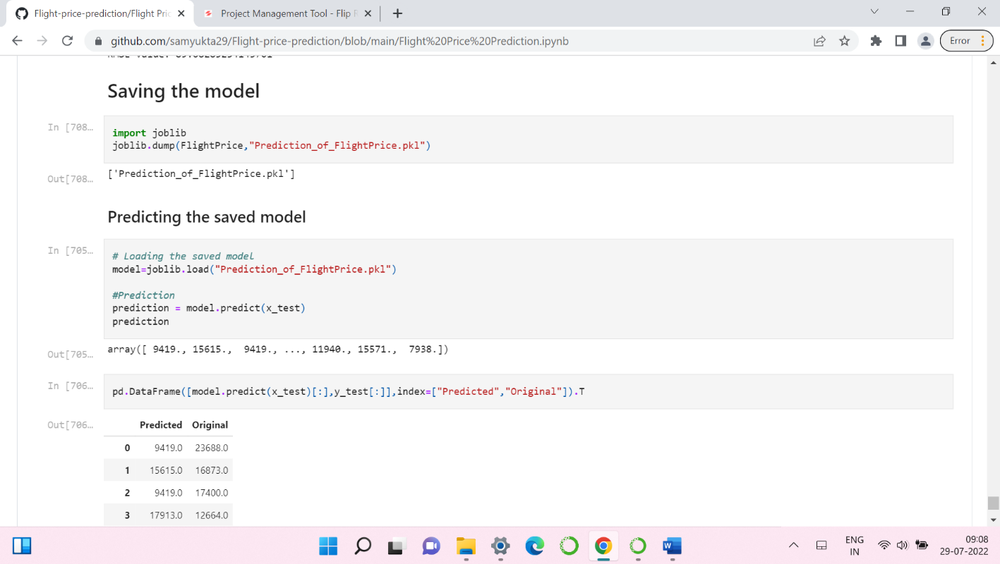 Flight-price-prediction/Flight Pric
Project Management Tool - Flip R
github.com/samyukta29/Flight-price-prediction/blob/main/Flight%20Price%20Prediction.ipynb
Error
Saving the model
In [708...
import joblib
joblib.dump(FlightPrice,"Prediction_of_FlightPrice.pkl")
Out[708...
['Prediction_of_FlightPrice.pkl']
Predicting the saved model
In [705...
# Loading the saved model
model=joblib.load("Prediction_of_FlightPrice.pkl")
#Prediction
prediction = model.predict(x_test)
prediction
Out[705...
array([ 9419., 15615.,  9419., ..., 11940., 15571.,  7938.])
In [706...
pd.DataFrame([model.predict(x_test)[:],y_test[:]],index=["Predicted","Original"]).T
Out[706...
Predicted Original
0 9419.0 23688.0
1 15615.0 16873.0
2 9419.0 17400.0
3 17913.0 12664.0
ENG
IN
09:08
29-07-2022